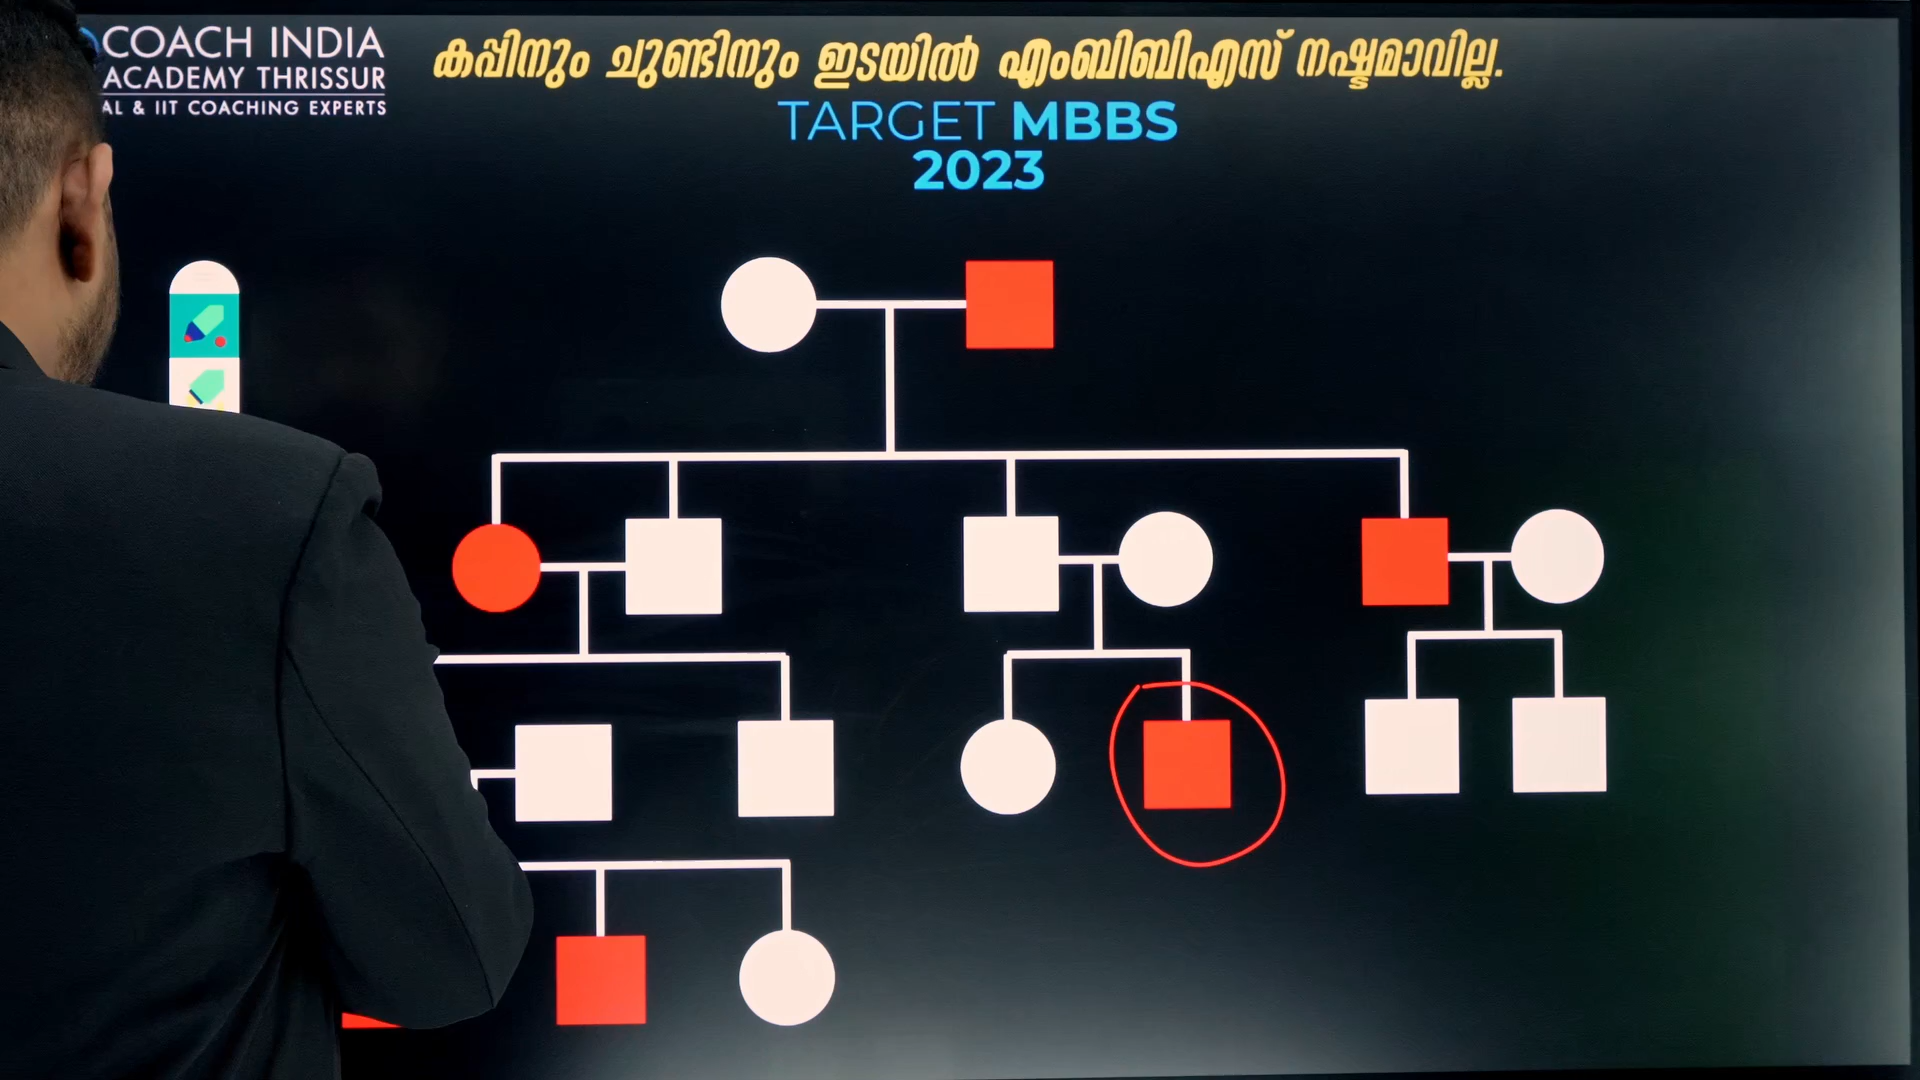 COACH INDIA
ACADEMY THRISSUR
AL & IIT COACHING EXPERTS
കപ്പിനും ചുണ്ടിനും ഇടയിൽ എംബിബിഎസ് നഷ്ടമാവില്ല.
TARGET MBBS
2023